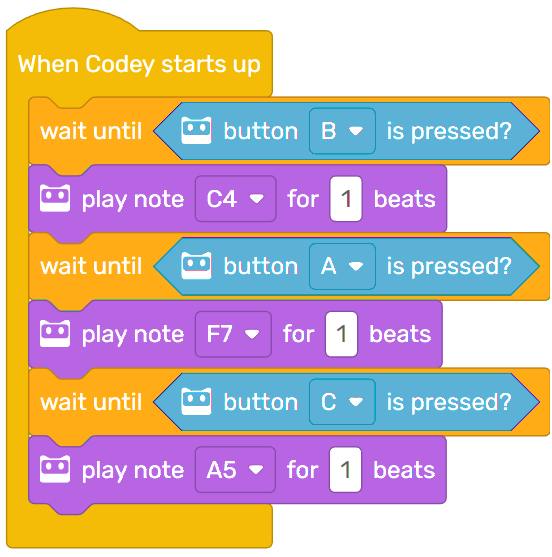 When Codey starts up
wait until button B is pressed?
play note C4 for 1 beats
wait until button A is pressed?
play note F7 for 1 beats
wait until button C is pressed?
play note A5 for 1 beats